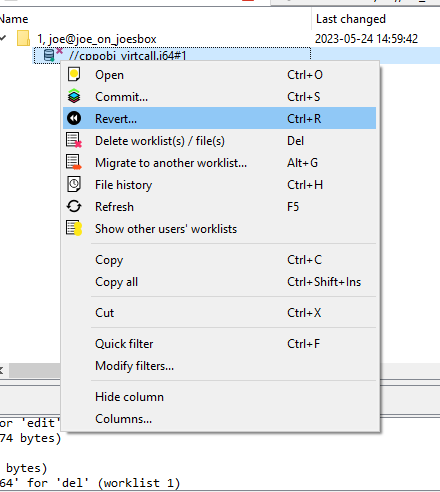 Name Last changed
1, joe@joe_on_joesbox 2023-05-24 14:59:42
//cppobj_virtcall.i64#1
Open Ctrl+O
Commit... Ctrl+S
Revert... Ctrl+R
Delete worklist(s) / file(s) Del
Migrate to another worklist... Alt+G
File history Ctrl+H
Refresh F5
Show other users' worklists
Copy Ctrl+C
Copy all Ctrl+Shift+Ins
Cut Ctrl+X
Quick filter Ctrl+F
Modify filters...
Hide column
Columns...
or 'edit'
74 bytes)
bytes)
64' for 'del' (worklist 1)